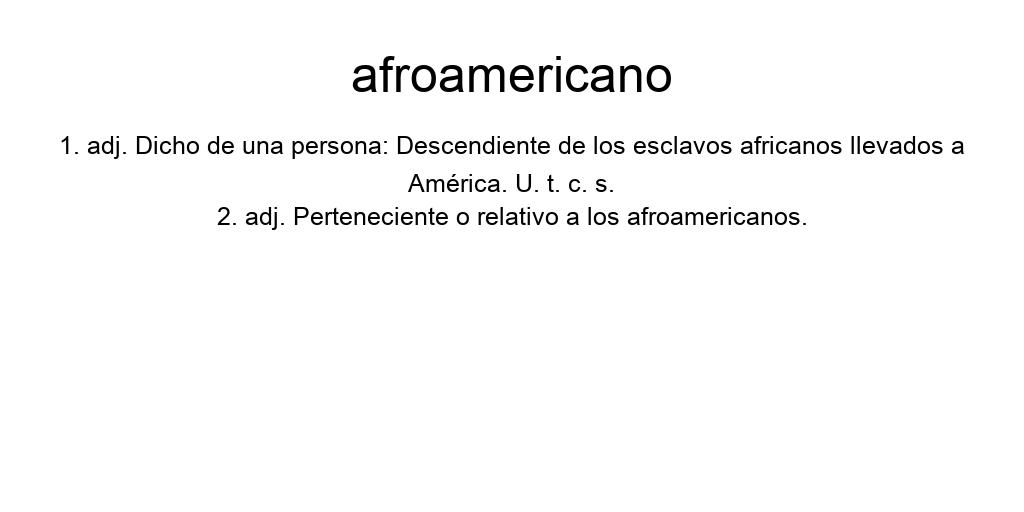 afroamericano
1. adj. Dicho de una persona: Descendiente de los esclavos africanos llevados a
América. U. t. c. s.
2. adj. Perteneciente o relativo a los afroamericanos.